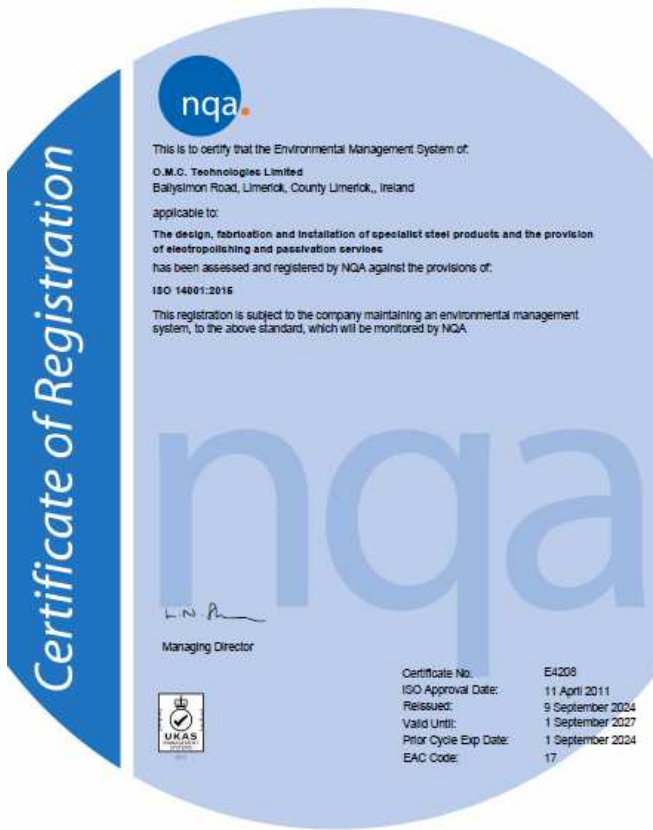 Certificate of Registration
nqa.
This is to certify that the Environmental Management System of:
O.M.C. Technologies Limited
Ballysimon Road, Limerick, County Limerick,, Ireland
applicable to:
The design, fabrication and installation of specialist steel products and the provision
of electropolishing and passivation services
has been assessed and registered by NQA against the provisions of:
ISO 14001:2015
This registration is subject to the company maintaining an environmental management
system, to the above standard, which will be monitored by NQA
nqa
Managing Director
UKAS
MANAGEMENT
SYSTEMS
Certificate No. E4208
ISO Approval Date: 11 April 2011
Reissued: 9 September 2024
Valid Until: 1 September 2027
Prior Cycle Exp Date: 1 September 2024
EAC Code: 17